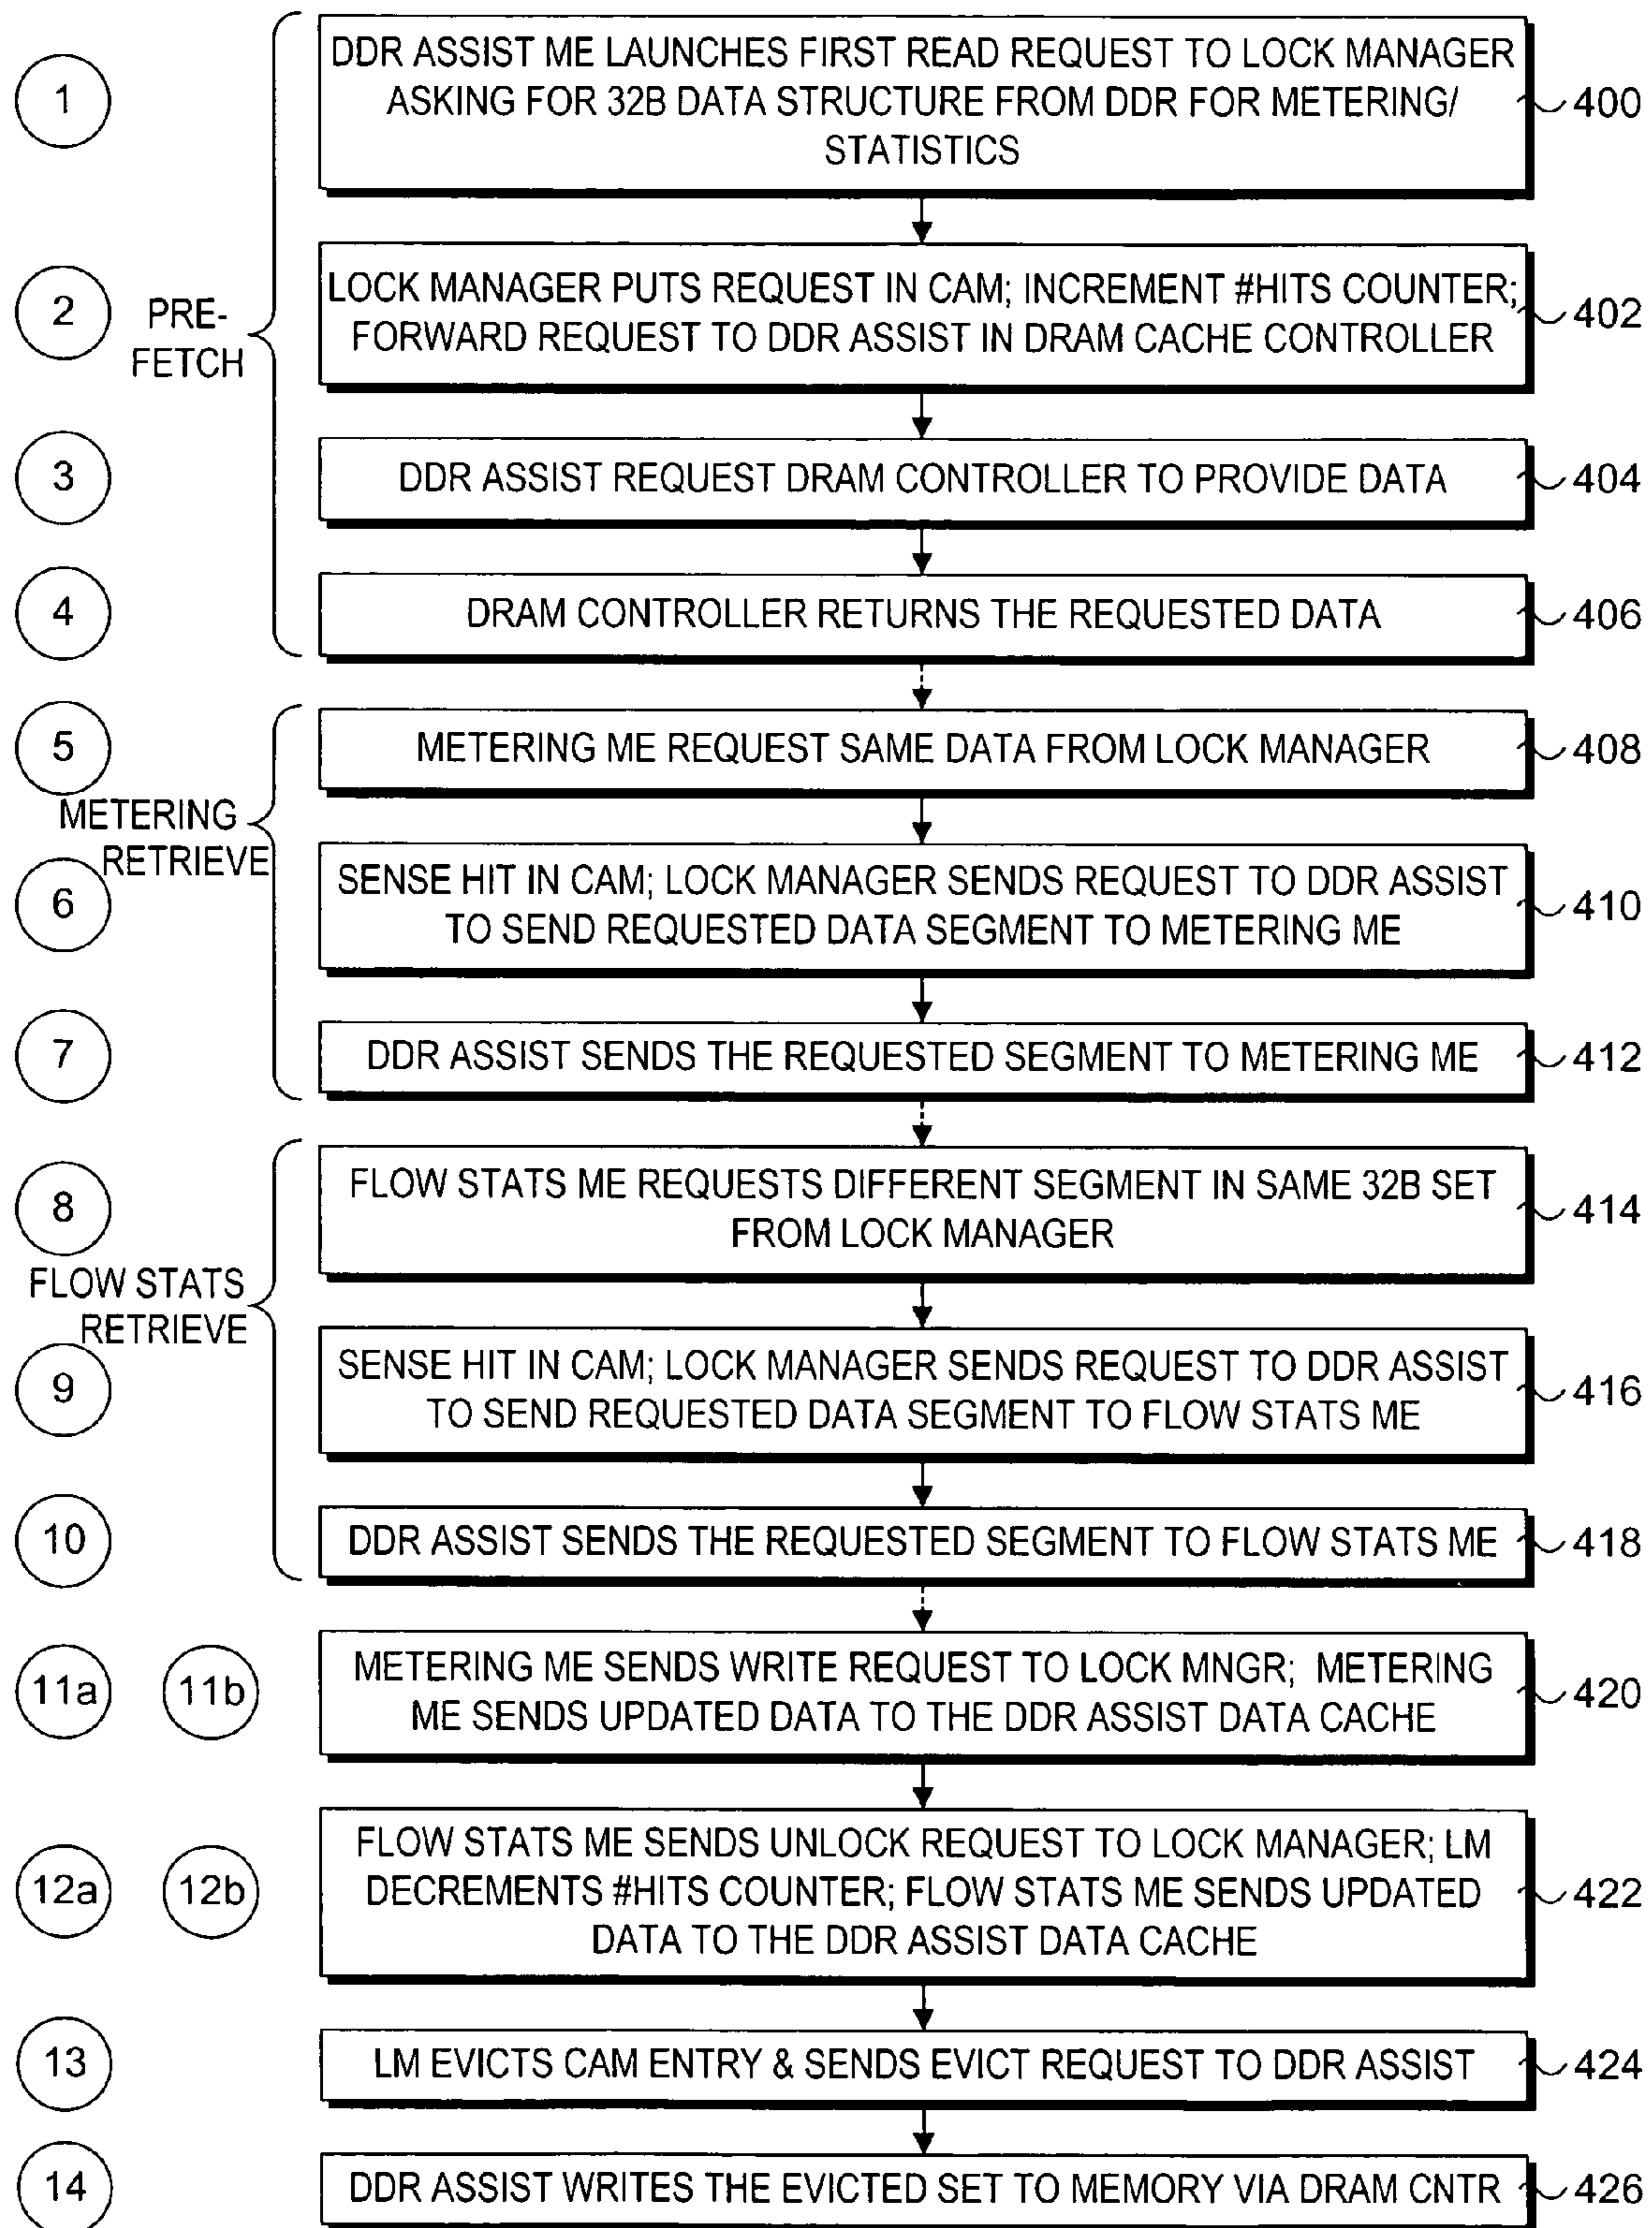 1
DDR ASSIST ME LAUNCHES FIRST READ REQUEST TO LOCK MANAGER
ASKING FOR 32B DATA STRUCTURE FROM DDR FOR METERING/
STATISTICS
400
2
PRE-
FETCH
LOCK MANAGER PUTS REQUEST IN CAM; INCREMENT #HITS COUNTER;
FORWARD REQUEST TO DDR ASSIST IN DRAM CACHE CONTROLLER
402
3
DDR ASSIST REQUEST DRAM CONTROLLER TO PROVIDE DATA
404
4
DRAM CONTROLLER RETURNS THE REQUESTED DATA
406
5
METERING ME REQUEST SAME DATA FROM LOCK MANAGER
408
METERING
RETRIEVE
6
SENSE HIT IN CAM; LOCK MANAGER SENDS REQUEST TO DDR ASSIST
TO SEND REQUESTED DATA SEGMENT TO METERING ME
410
7
DDR ASSIST SENDS THE REQUESTED SEGMENT TO METERING ME
412
8
FLOW STATS ME REQUESTS DIFFERENT SEGMENT IN SAME 32B SET
FROM LOCK MANAGER
414
FLOW STATS
RETRIEVE
9
SENSE HIT IN CAM; LOCK MANAGER SENDS REQUEST TO DDR ASSIST
TO SEND REQUESTED DATA SEGMENT TO FLOW STATS ME
416
10
DDR ASSIST SENDS THE REQUESTED SEGMENT TO FLOW STATS ME
418
11a
11b
METERING ME SENDS WRITE REQUEST TO LOCK MNGR; METERING
ME SENDS UPDATED DATA TO THE DDR ASSIST DATA CACHE
420
12a
12b
FLOW STATS ME SENDS UNLOCK REQUEST TO LOCK MANAGER; LM
DECREMENTS #HITS COUNTER; FLOW STATS ME SENDS UPDATED
DATA TO THE DDR ASSIST DATA CACHE
422
13
LM EVICTS CAM ENTRY & SENDS EVICT REQUEST TO DDR ASSIST
424
14
DDR ASSIST WRITES THE EVICTED SET TO MEMORY VIA DRAM CNTR
426